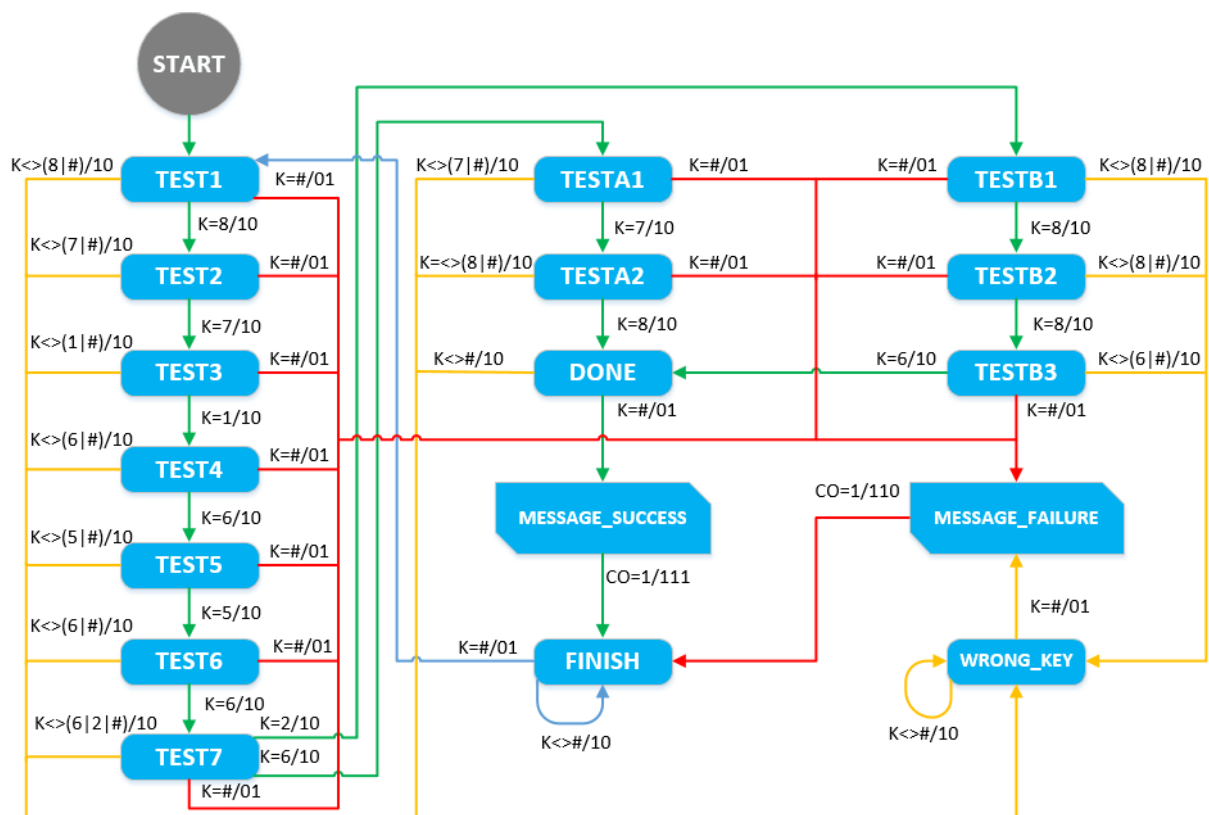 START
K<>(8|#)/10
TEST1
K=#/01
K<>(7|#)/10
TESTA1
K=#/01
K=#/01
TESTB1
K<>(8|#)/10
K=8/10
K=7/10
K=8/10
K<>(7|#)/10
TEST2
K=#/01
K=<>(8|#)/10
TESTA2
K=#/01
K=#/01
TESTB2
K<>(8|#)/10
K=7/10
K=8/10
K=8/10
K<>(1|#)/10
TEST3
K=#/01
K<>#/10
DONE
K=6/10
TESTB3
K<>(6|#)/10
K=1/10
K=#/01
K=#/01
K<>(6|#)/10
TEST4
K=#/01
K=6/10
CO=1/110
MESSAGE_SUCCESS
MESSAGE_FAILURE
K<>(5|#)/10
TEST5
K=#/01
CO=1/111
K=5/10
K=#/01
K<>(6|#)/10
TEST6
K=#/01
K=#/01
FINISH
WRONG_KEY
K=6/10
K<>(6|2|#)/10
K=2/10
K<>#/10
K<>#/10
TEST7
K=6/10
K=#/01